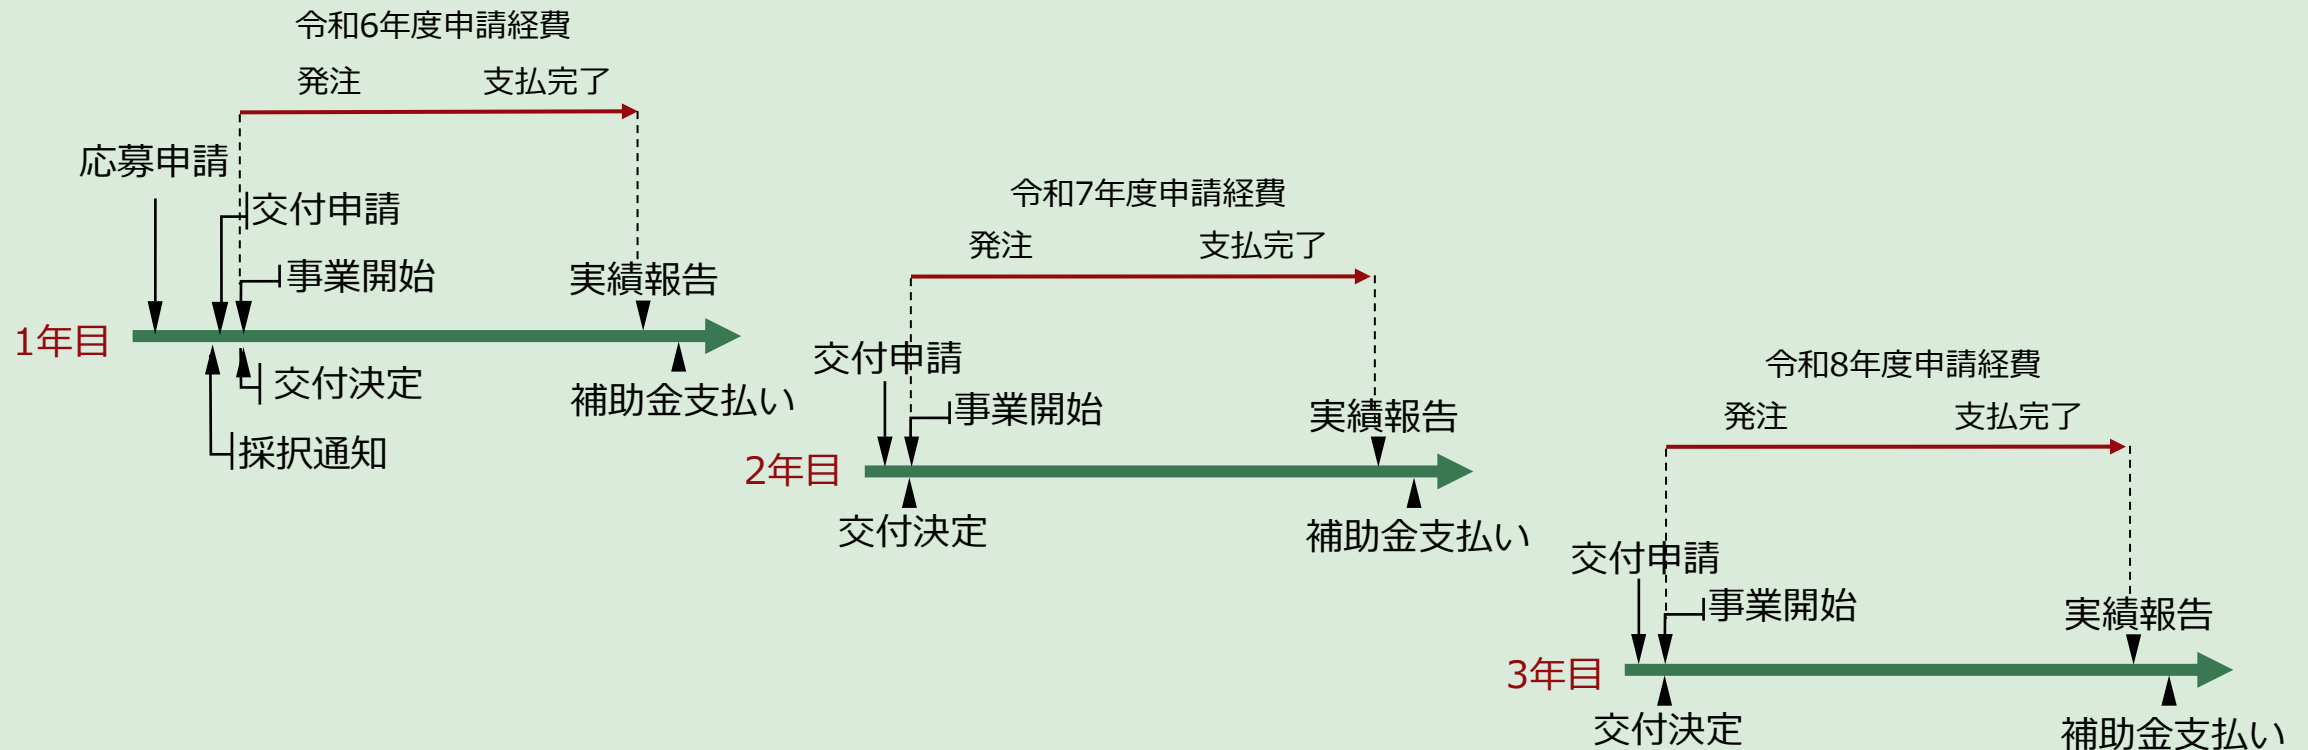 令和6年度申請経費
発注
支払完了
応募申請
交付申請
事業開始
実績報告
1年目
交付決定
補助金支払い
採択通知
令和7年度申請経費
発注
支払完了
交付申請
事業開始
実績報告
2年目
交付決定
補助金支払い
令和8年度申請経費
発注
支払完了
交付申請
事業開始
実績報告
3年目
交付決定
補助金支払い